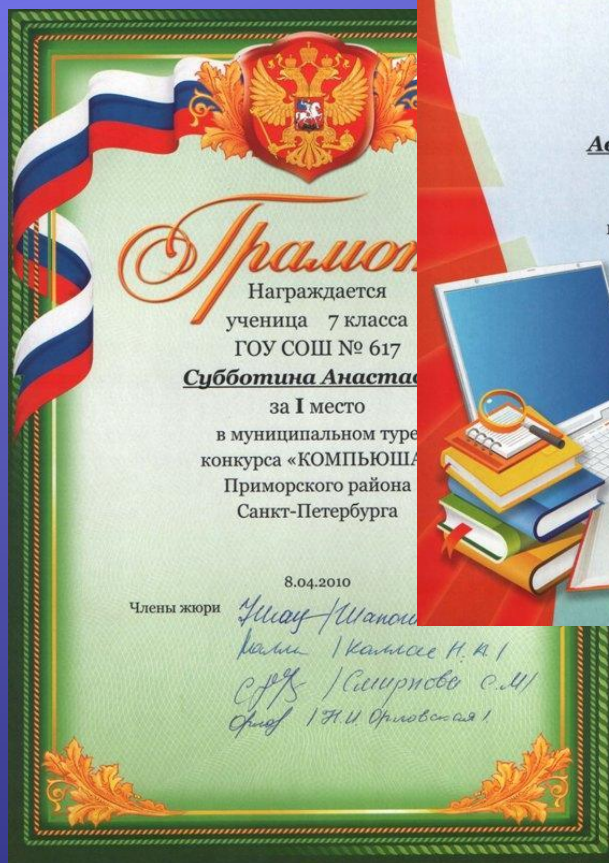 Грамот
Награждается
ученица 7 класса
ГОУ СОШ № 617
Субботина Анастас
за I место
в муниципальном туре
конкурса «КОМПЬЮША
Приморского района
Санкт-Петербурга
8.04.2010
Члены жюри
/ Каллас Н. А /
/ Смирнова С.М /
/ Н.И. Орловская /